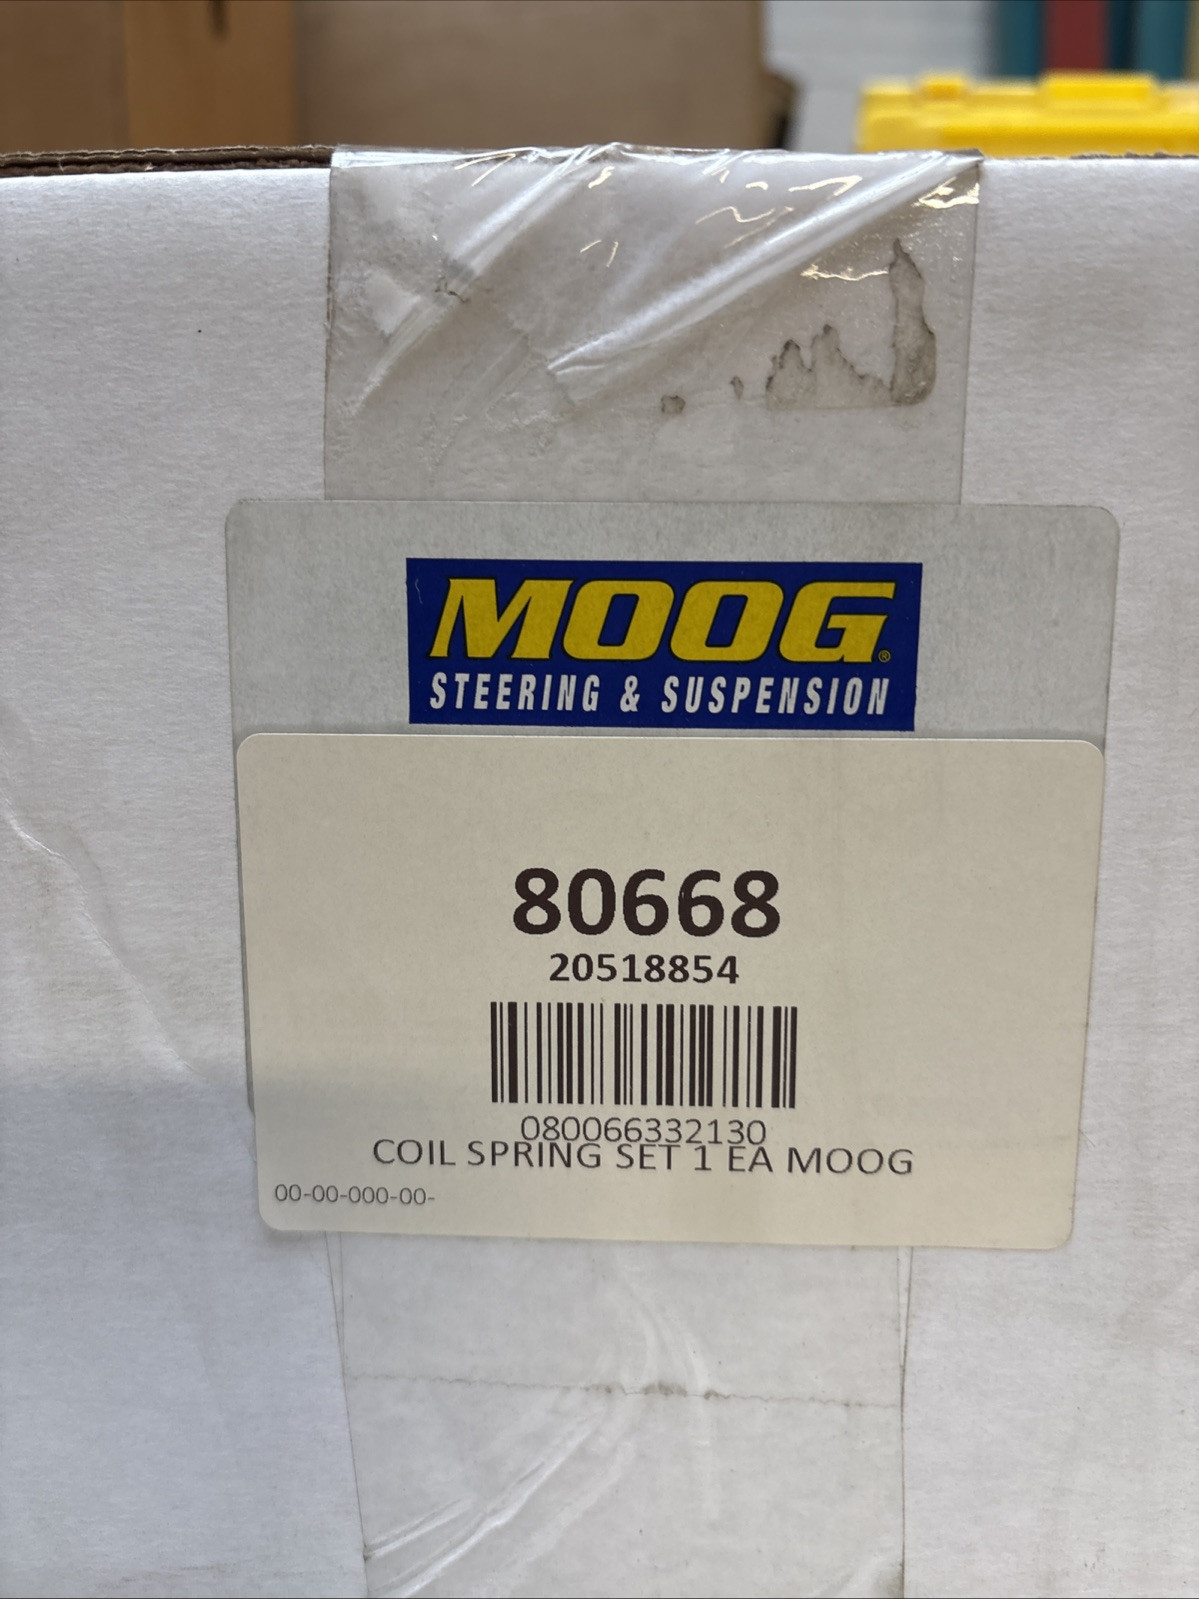 MOOG®
STEERING & SUSPENSION
80668
20518854
080066332130
COIL SPRING SET 1 EA MOOG
00-00-000-00-